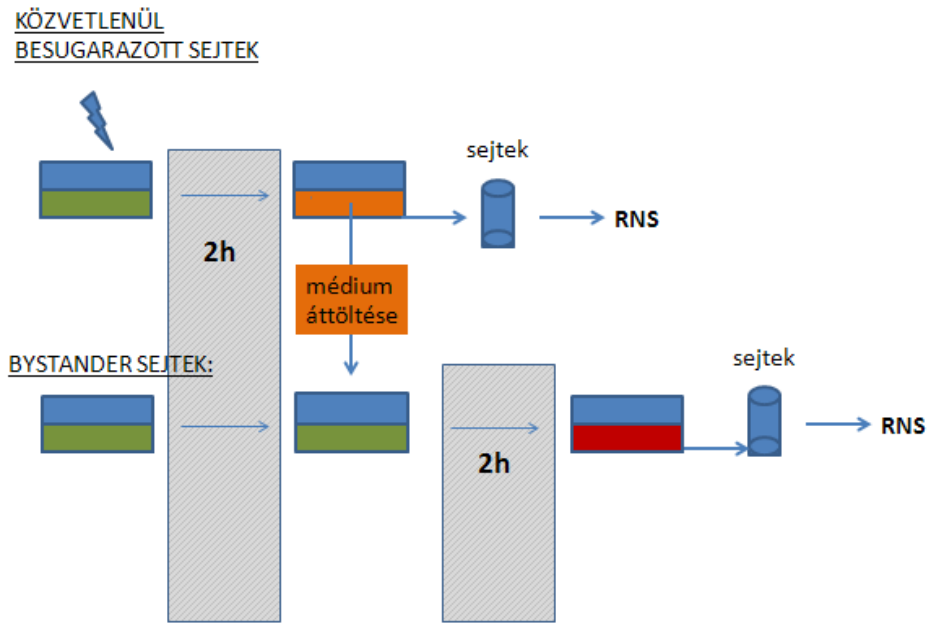 KÖZVETLENÜL
BESUGARAZOTT SEJTEK
sejtek
RNS
2h
médium
áttöltése
BYSTANDER SEJTEK:
sejtek
RNS
2h